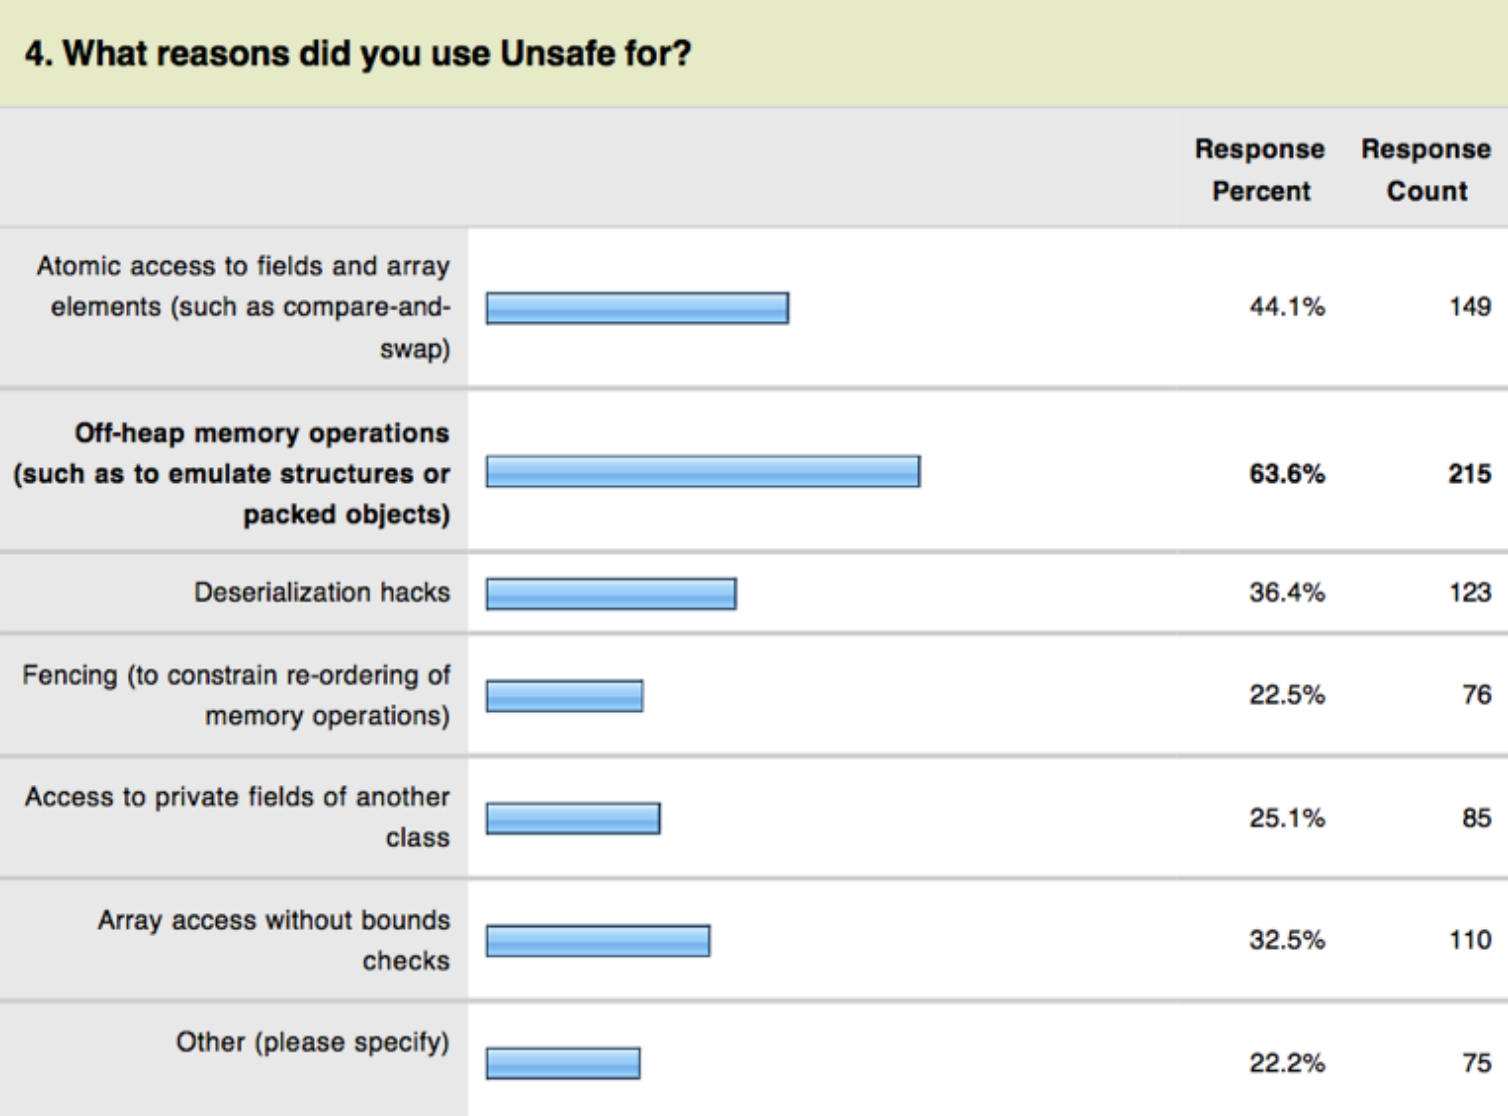 4. What reasons did you use Unsafe for?
Response Percent
Response Count
Atomic access to fields and array
elements (such as compare-and-
swap)
44.1%
149
Off-heap memory operations
(such as to emulate structures or
packed objects)
63.6%
215
Deserialization hacks
36.4%
123
Fencing (to constrain re-ordering of
memory operations)
22.5%
76
Access to private fields of another
class
25.1%
85
Array access without bounds
checks
32.5%
110
Other (please specify)
22.2%
75